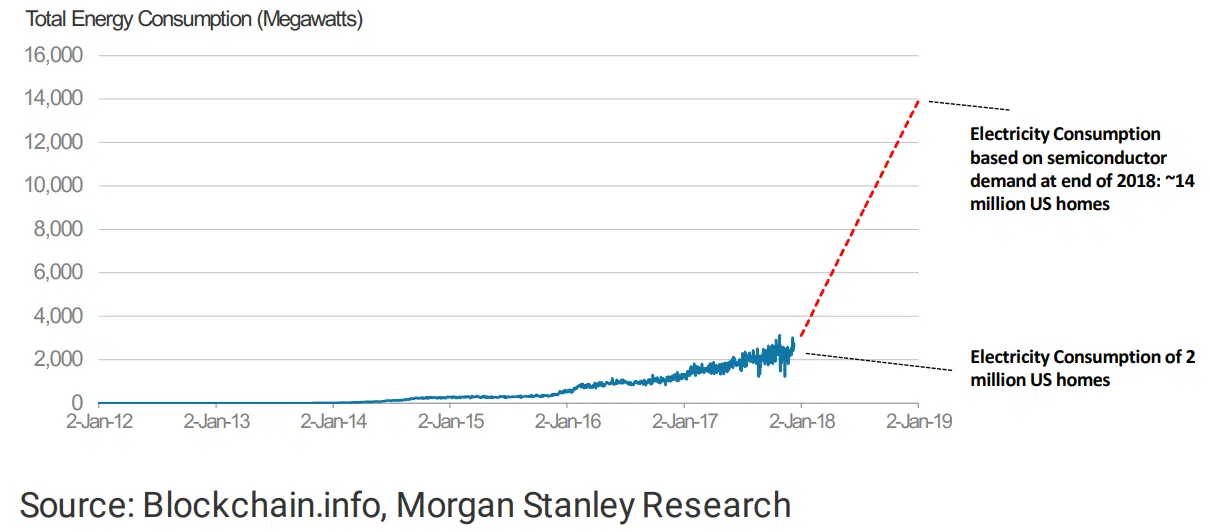 Total Energy Consumption (Megawatts)
16,000
14,000
12,000
10,000
8,000
6,000
4,000
2,000
0
2-Jan-12 2-Jan-13 2-Jan-14 2-Jan-15 2-Jan-16 2-Jan-17 2-Jan-18 2-Jan-19
Electricity Consumption
based on semiconductor
demand at end of 2018: ~14
million US homes
Electricity Consumption of 2
million US homes
Source: Blockchain.info, Morgan Stanley Research